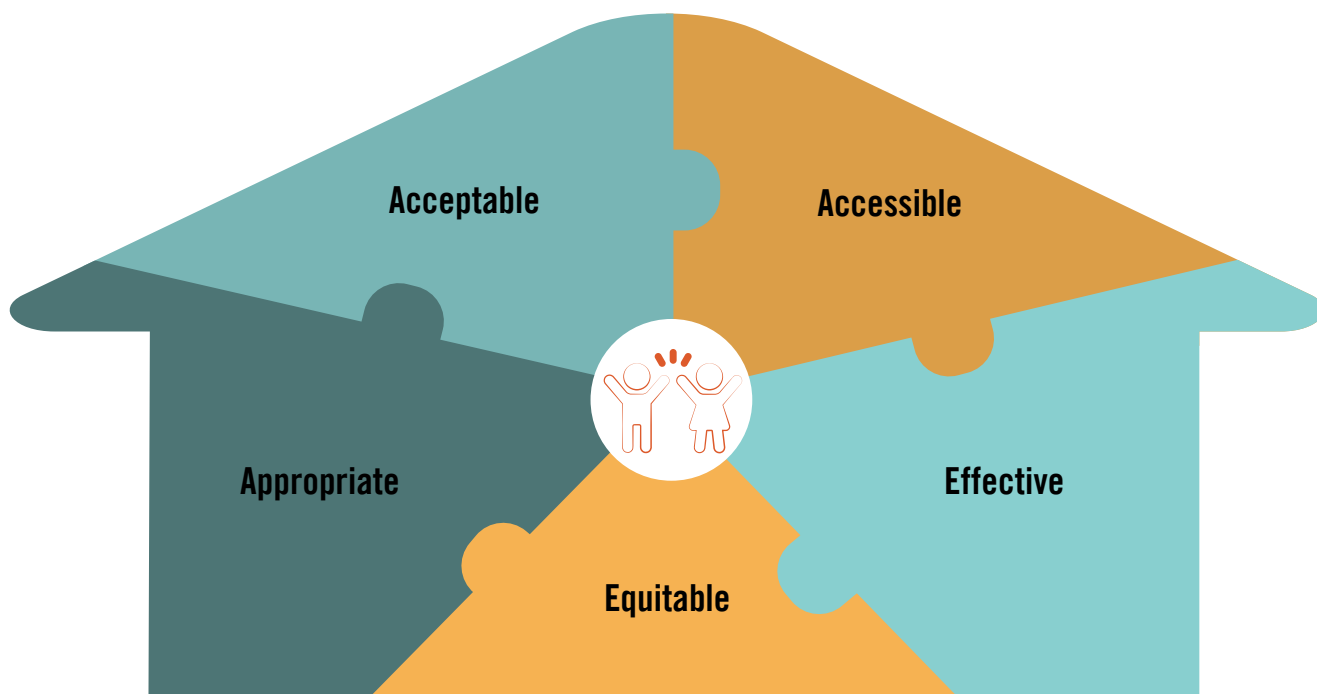 Acceptable
Accessible
Appropriate
Effective
Equitable